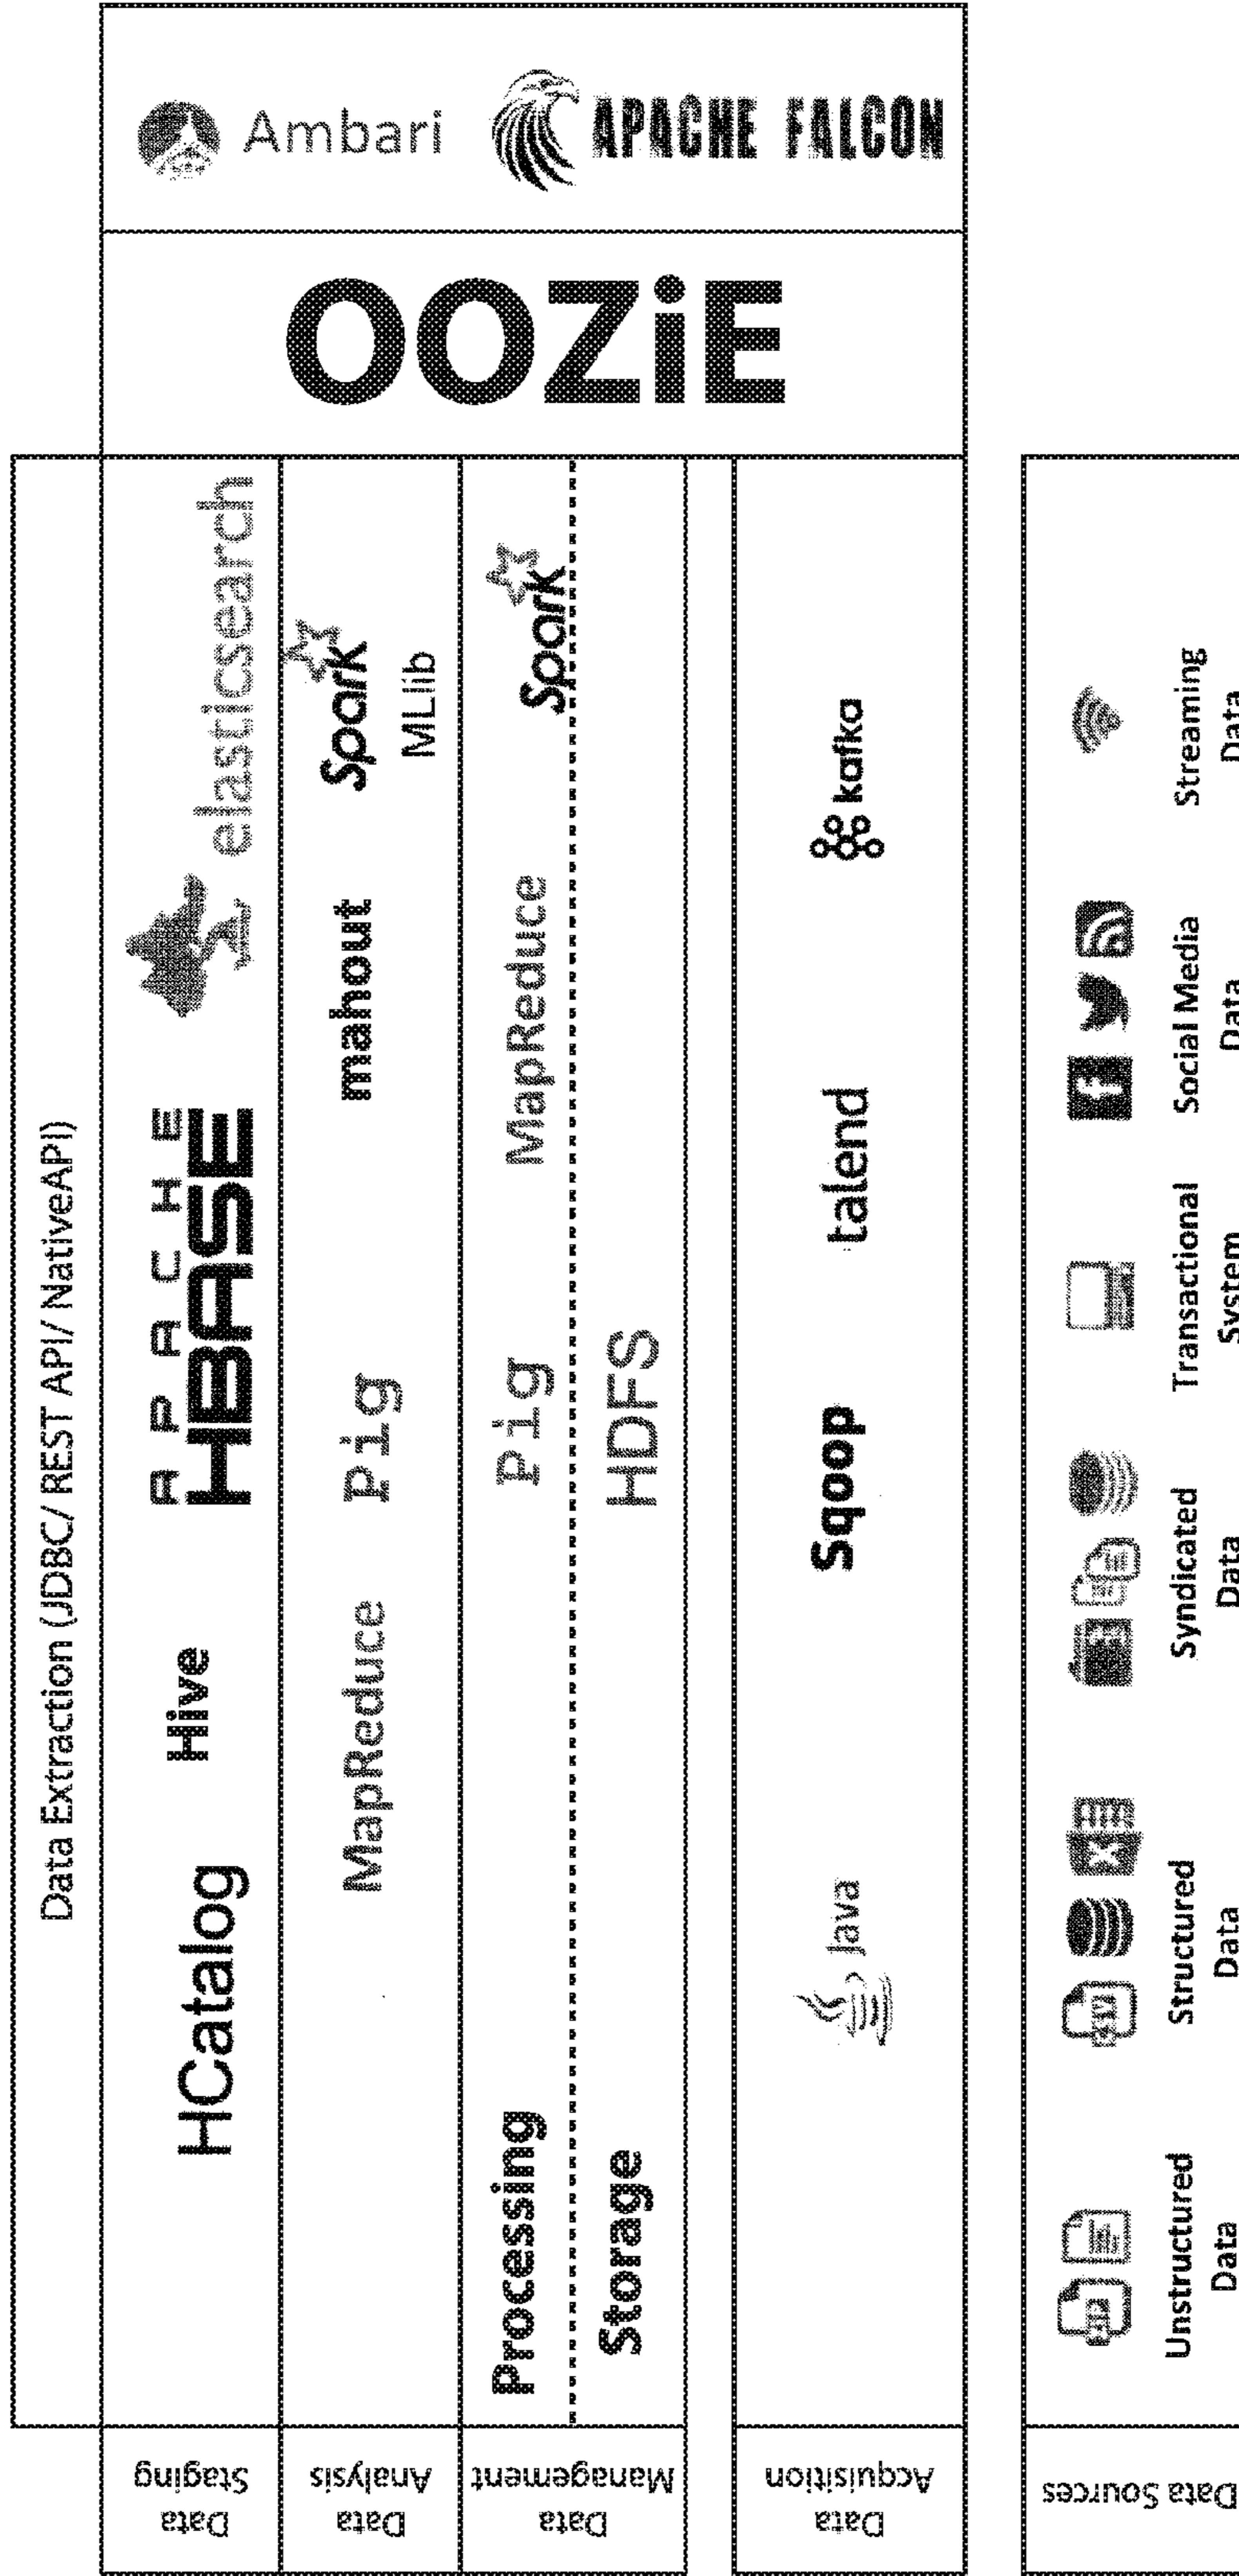 Data Extraction (JDBC/ REST API/ NativeAPI)
Data
Staging
HCatalog
Hive
APACHE
HBASE
elasticsearch
Data
Analysis
MapReduce
Pig
mahout
Spark
MLlib
Data
Management
Processing
Pig
MapReduce
Spark
Storage
HDFS
Data
Acquisition
Java
Sqoop
talend
kafka
OOZiE
Ambari
APACHE FALCON
Data Sources
Unstructured
Data
CSV
Structured
Data
Syndicated
Data
Transactional
System
Social Media
Data
Streaming
Data